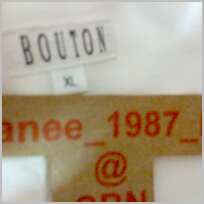 BOUTON
XL
anee_1987_
@